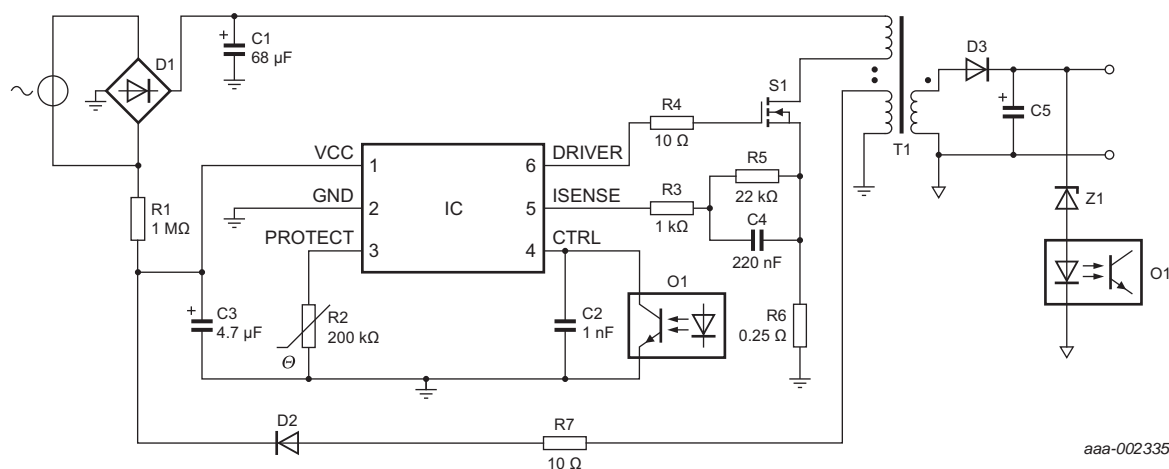 C1
68 µF
D1
D3
S1
R4
10 Ω
C5
T1
R5
22 kΩ
VCC
1
DRIVER
6
R3
1 kΩ
C4
220 nF
GND
2
IC
ISENSE
5
R1
1 MΩ
PROTECT
3
CTRL
4
Z1
O1
O1
C3
4.7 µF
R2
200 kΩ
Θ
C2
1 nF
R6
0.25 Ω
D2
R7
10 Ω
aaa-002335